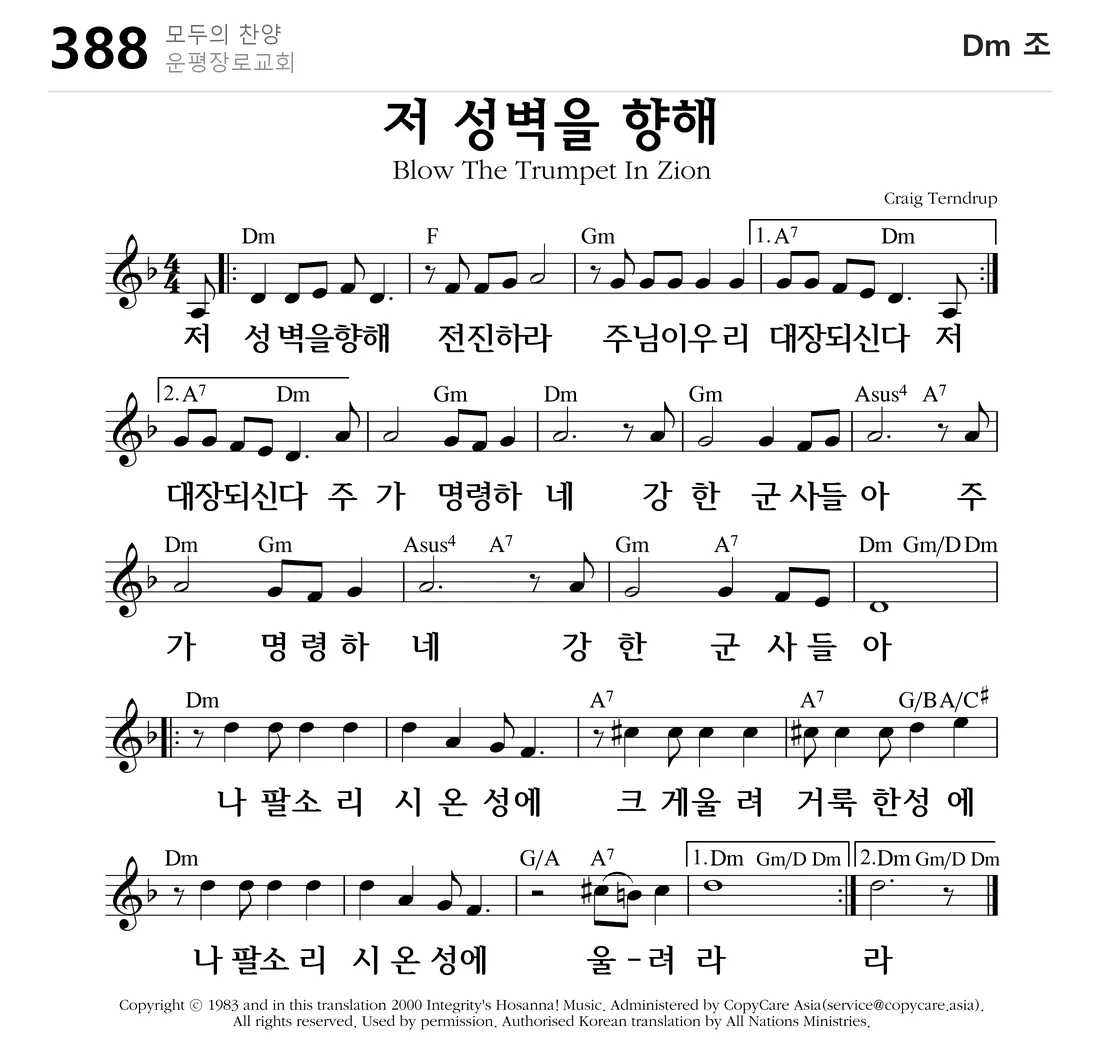 388 모두의 찬양
운평장로교회
Dm 조
저 성벽을 향해
Blow The Trumpet In Zion
Craig Terndrup
Dm F Gm 1. A7 Dm
4 4
저 성 벽을향해 전진하라 주님이우리 대장되신다 저
2. A7 Dm Gm Dm Gm Asus4 A7
대장되신다 주 가 명령하 네 강 한 군 사들 아 주
Dm Gm Asus4 A7 Gm A7 Dm Gm/D Dm
가 명 령 하 네 강 한 군 사 들 아
Dm A7 A7 G/B A/C♯
나 팔소 리 시 온 성에 크 게울 려 거룩 한성 에
Dm G/A A7 1. Dm Gm/D Dm 2. Dm Gm/D Dm
나 팔소 리 시 온 성에 울 - 려 라 라
Copyright ⓒ 1983 and in this translation 2000 Integrity's Hosanna! Music. Administered by CopyCare Asia(service@copycare.asia).
All rights reserved. Used by permission. Authorised Korean translation by All Nations Ministries.